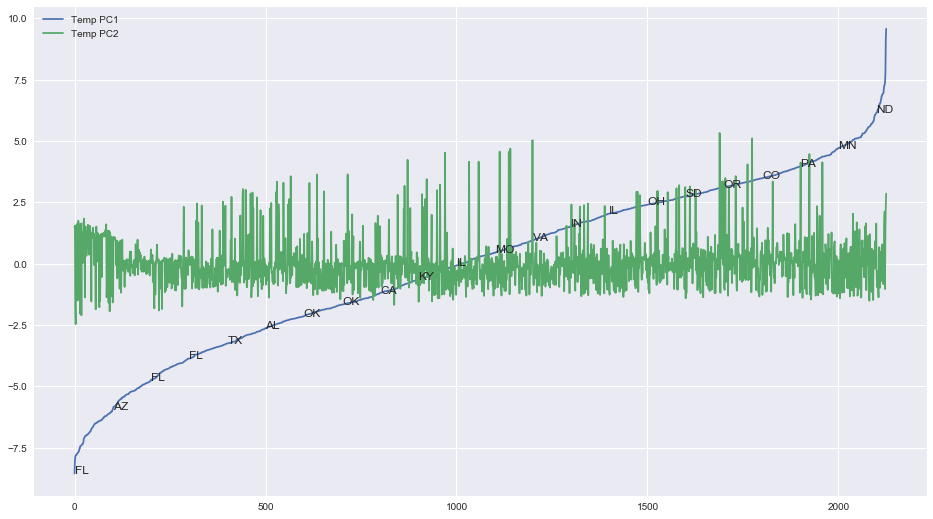 Temp PC1
Temp PC2
10.0
7.5
5.0
2.5
0.0
−2.5
−5.0
−7.5
ND
MN
PA
CO
OR
SD
OH
IL
IN
VA
MO
IL
KY
CA
OK
OK
AL
TX
FL
FL
AZ
FL
0
500
1000
1500
2000